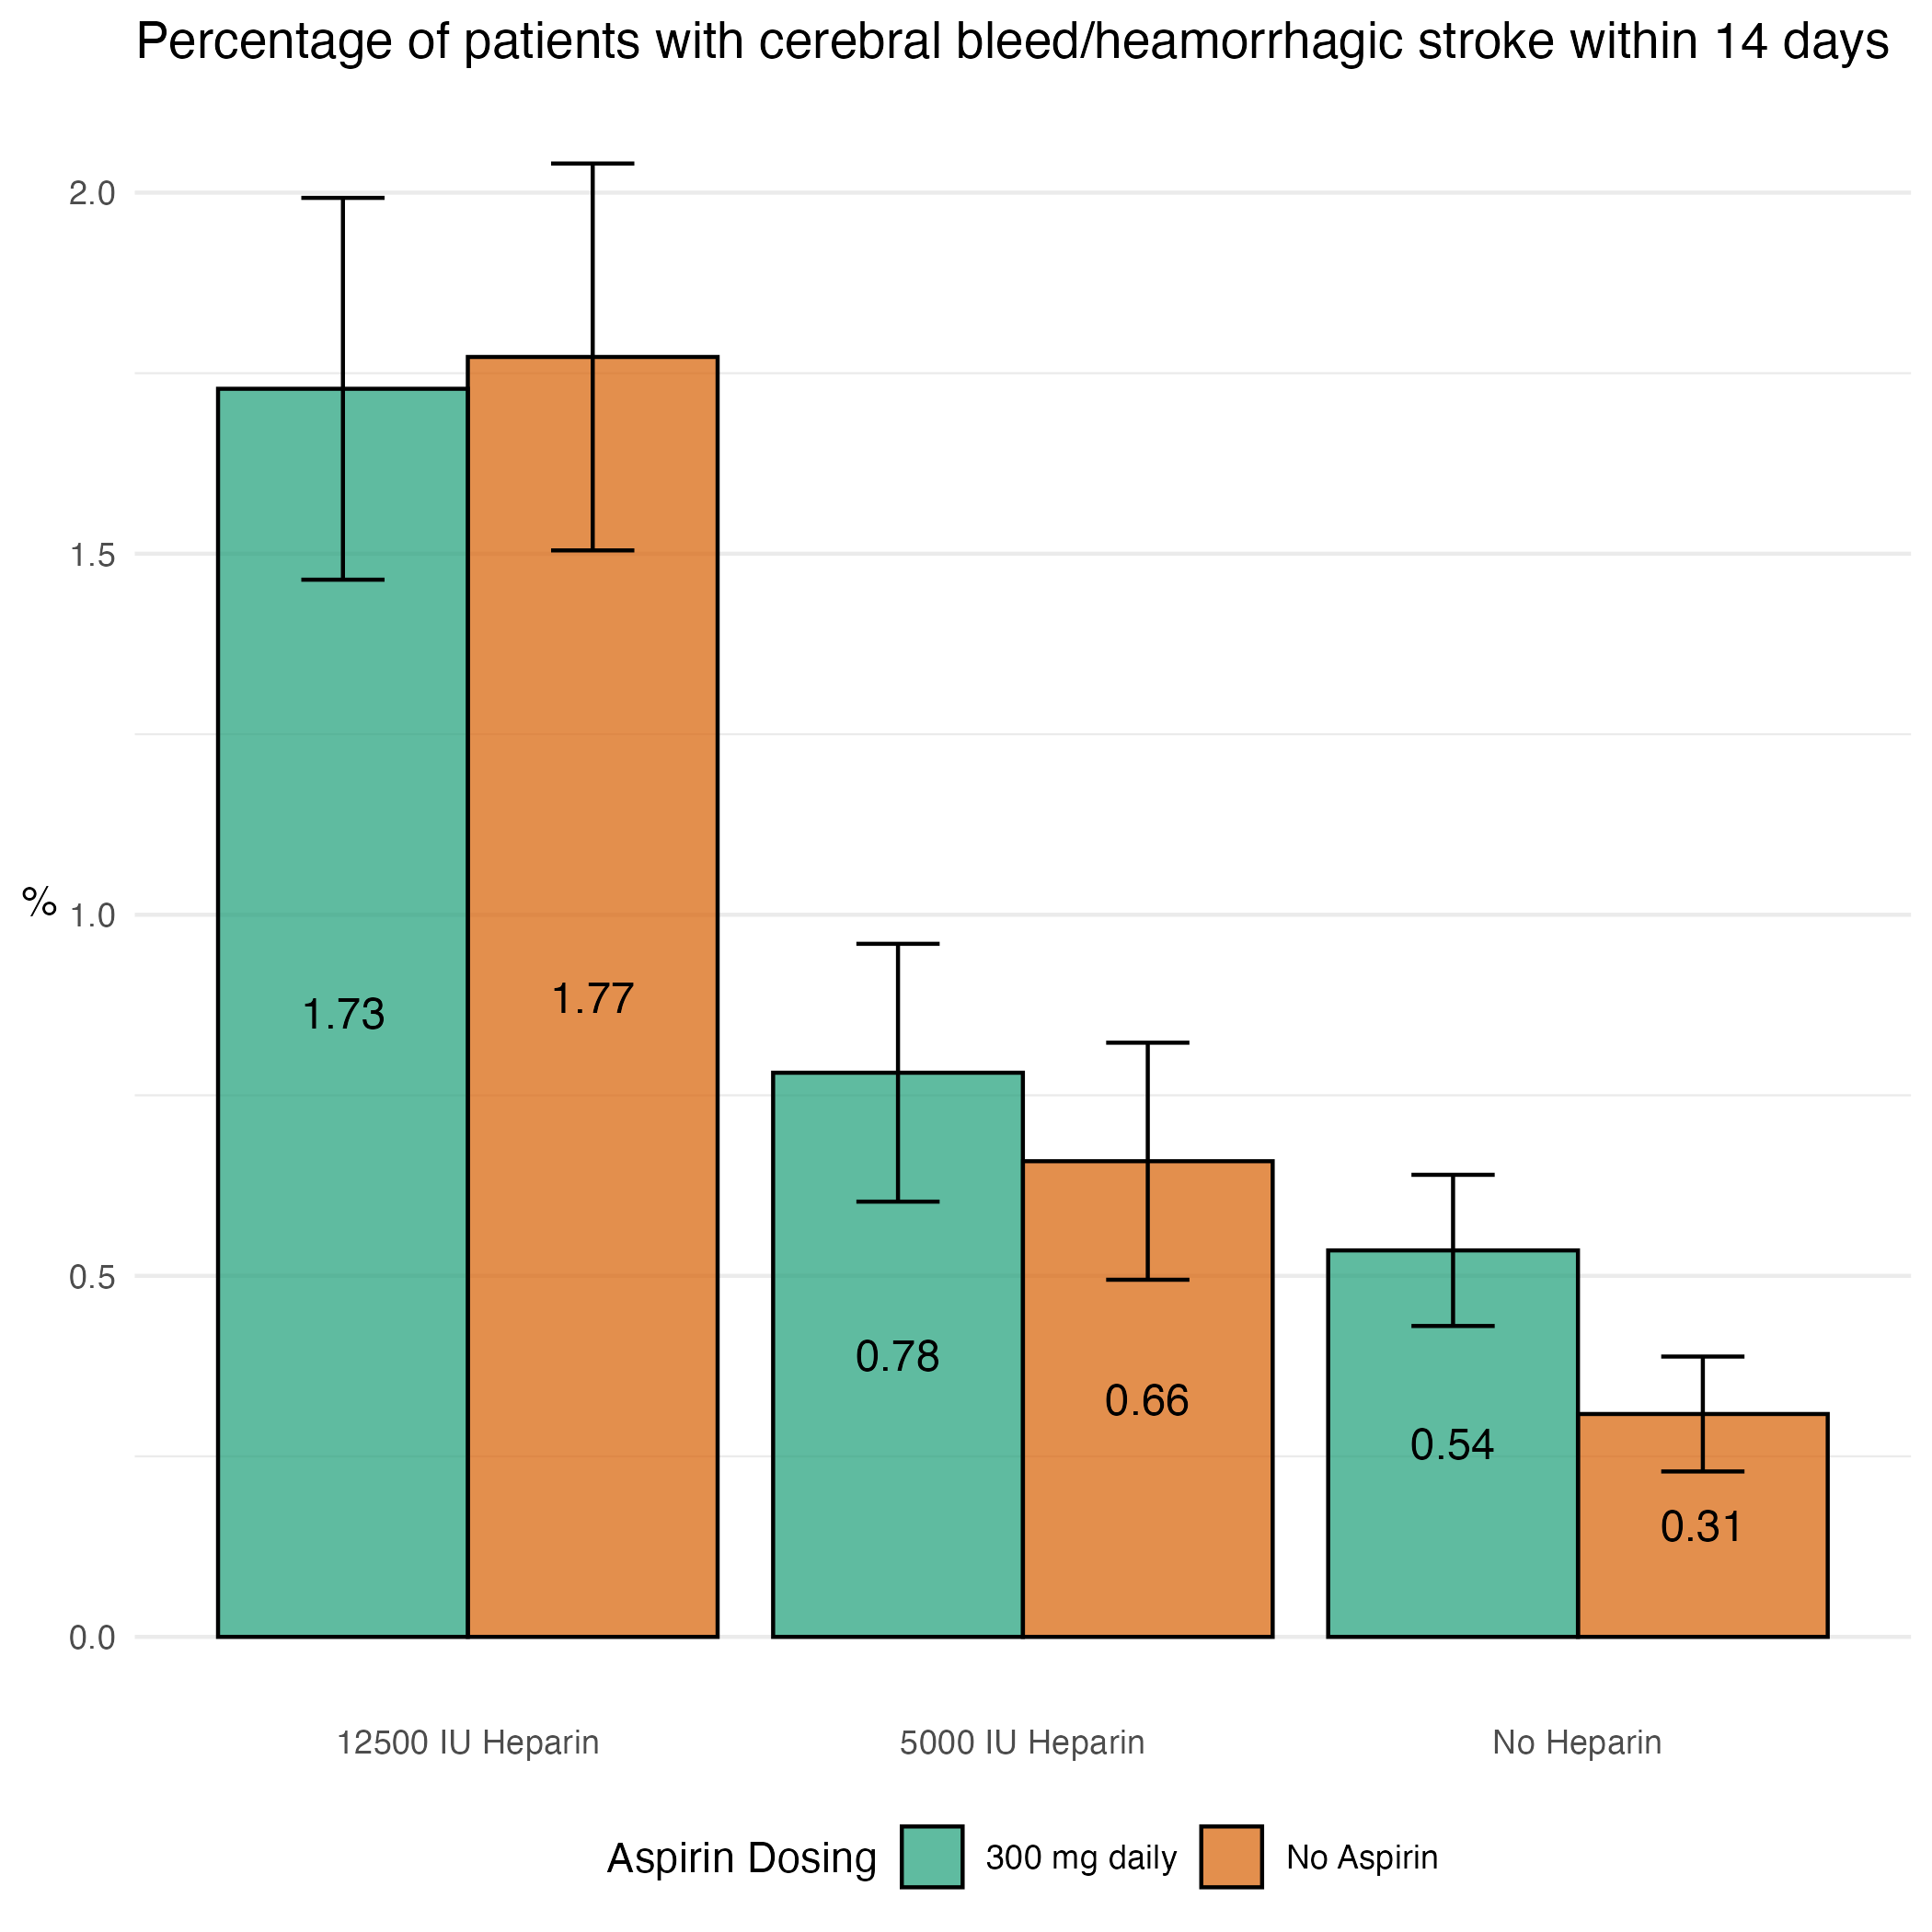 Percentage of patients with cerebral bleed/heamorrhagic stroke within 14 days
2.0
1.5
% 1.0
0.5
0.0
1.73
1.77
0.78
0.66
0.54
0.31
12500 IU Heparin
5000 IU Heparin
No Heparin
Aspirin Dosing 300 mg daily No Aspirin